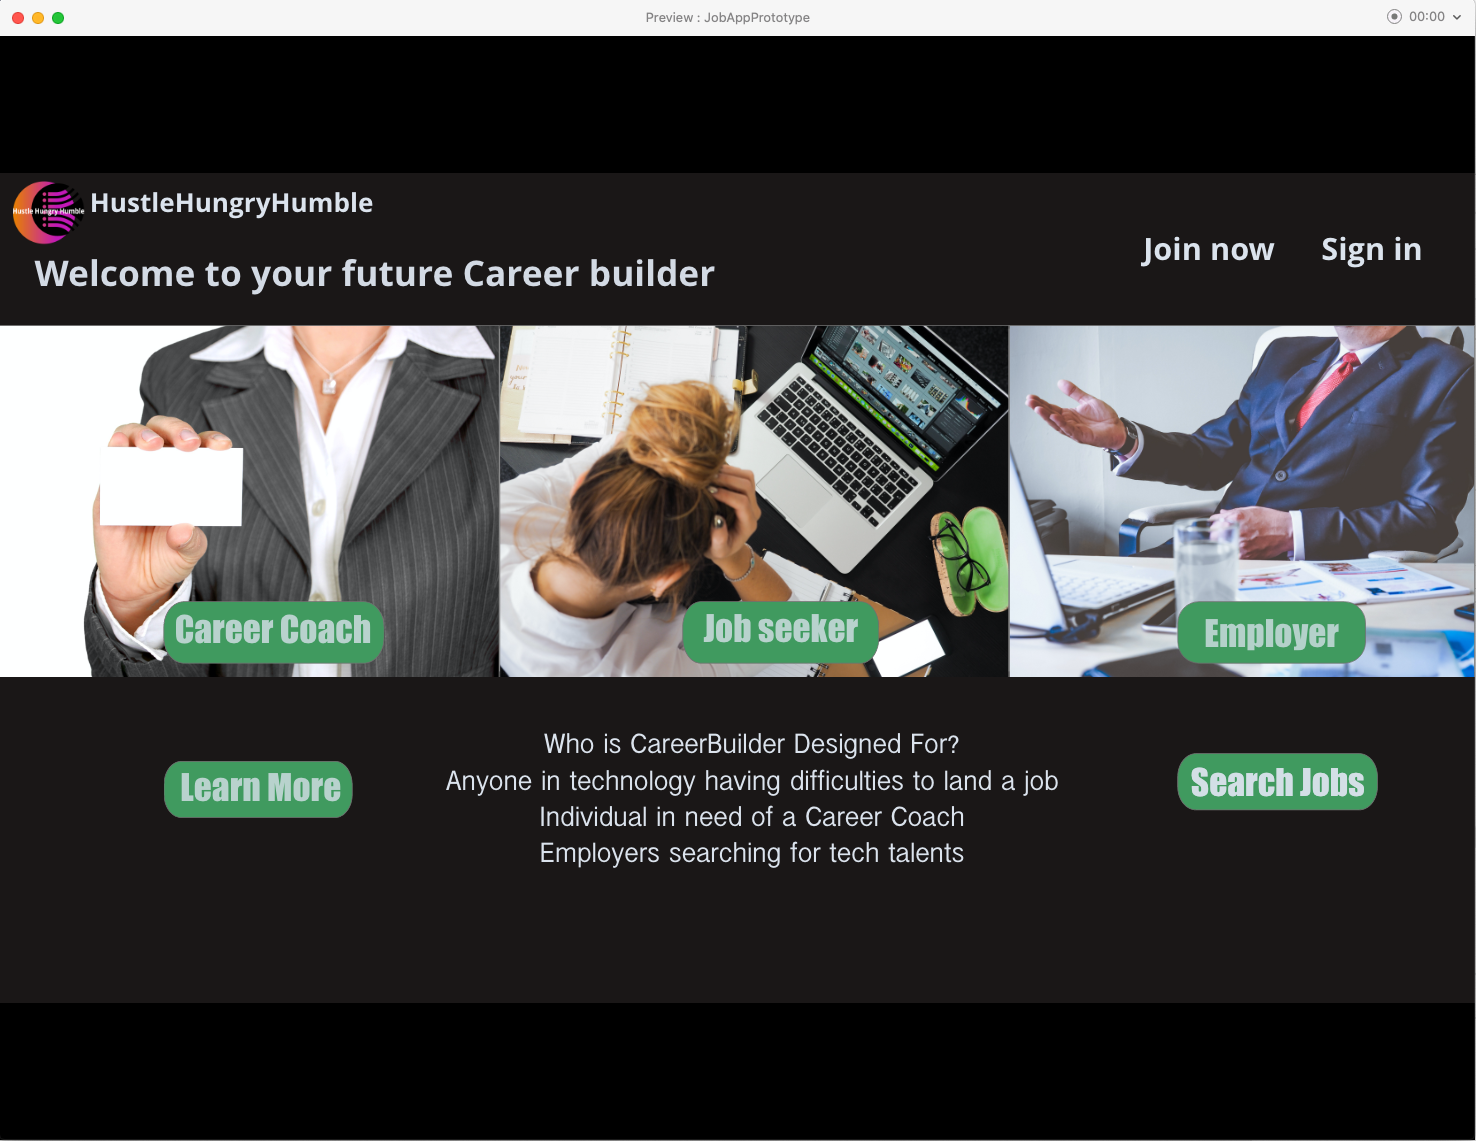 Preview : JobAppPrototype
00:00
Hustle Hungry Humble
HustleHungryHumble
Welcome to your future Career builder
Join now
Sign in
Career Coach
Job seeker
Employer
Learn More
Who is CareerBuilder Designed For?
Anyone in technology having difficulties to land a job
Individual in need of a Career Coach
Employers searching for tech talents
Search Jobs